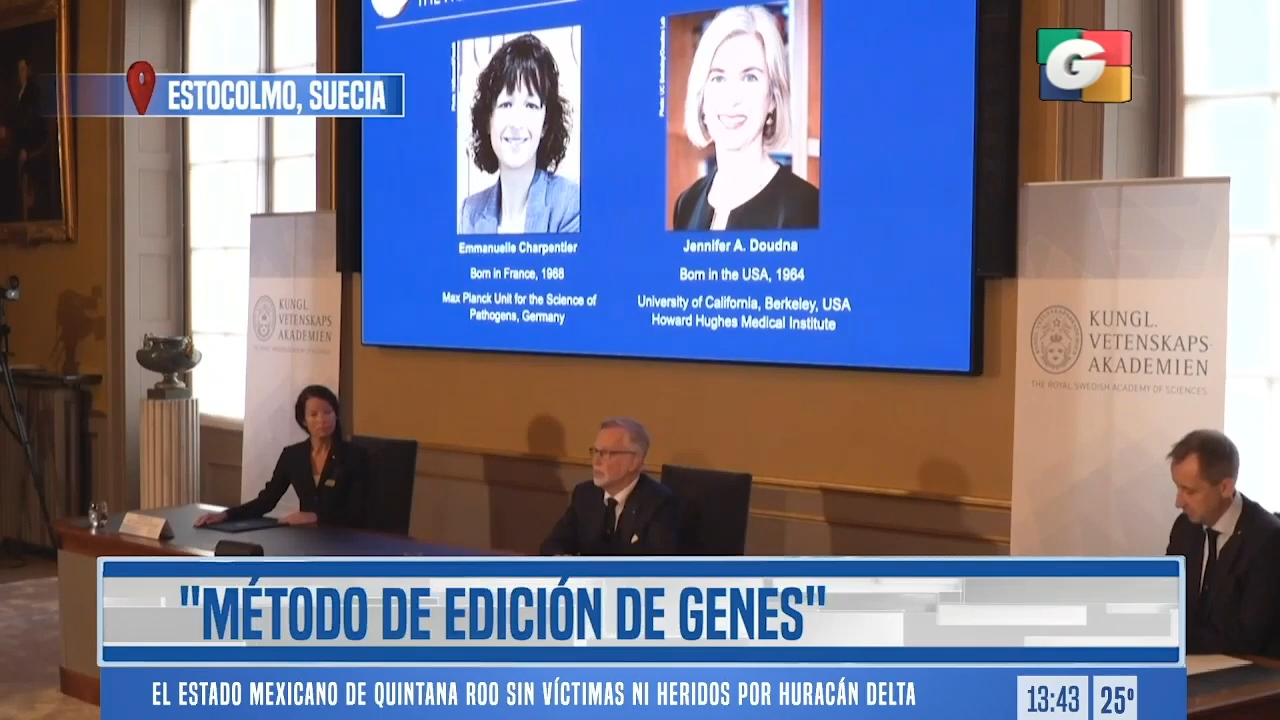 ESTOCOLMO, SUECIA
G
Emmanuelle Charpentier
Born in France, 1968
Max Planck Unit for the Science of
Pathogens, Germany
Jennifer A. Doudna
Born in the USA, 1964
University of California, Berkeley, USA
Howard Hughes Medical Institute
KUNGL.
VETENSKAPS
AKADEMIEN
KUNGL.
VETENSKAPS-
AKADEMIEN
THE ROYAL SWEDISH ACADEMY OF SCIENCES
"MÉTODO DE EDICIÓN DE GENES"
EL ESTADO MEXICANO DE QUINTANA ROO SIN VÍCTIMAS NI HERIDOS POR HURACÁN DELTA
13:43
25º